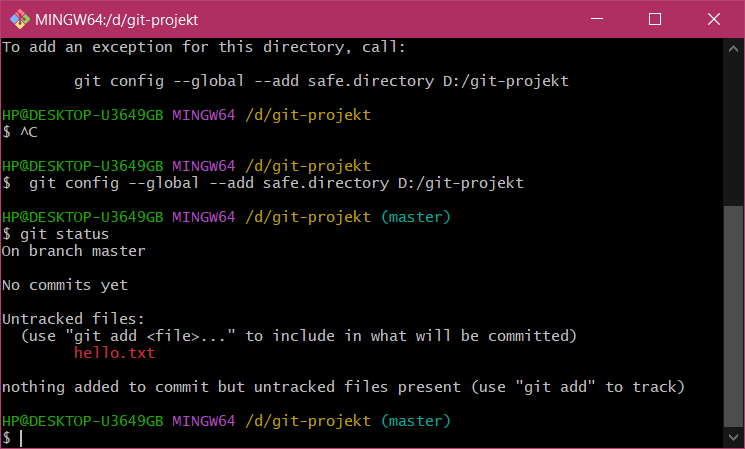 MINGW64:/d/git-projekt
To add an exception for this directory, call:
git config --global --add safe.directory D:/git-projekt
HP@DESKTOP-U3649GB MINGW64 /d/git-projekt
$ ^C
HP@DESKTOP-U3649GB MINGW64 /d/git-projekt
$  git config --global --add safe.directory D:/git-projekt
HP@DESKTOP-U3649GB MINGW64 /d/git-projekt (master)
$ git status
On branch master
No commits yet
Untracked files:
  (use "git add <file>..." to include in what will be committed)
hello.txt
nothing added to commit but untracked files present (use "git add" to track)
HP@DESKTOP-U3649GB MINGW64 /d/git-projekt (master)
$